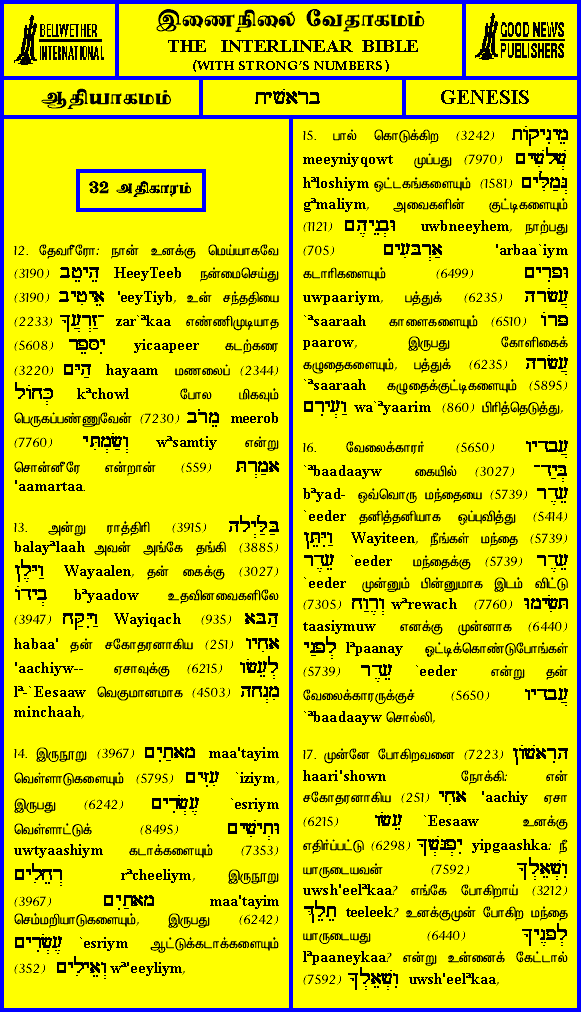 BELLWETHER INTERNATIONAL
இணைநிலை வேதாகமம்
THE INTERLINEAR BIBLE
(WITH STRONG'S NUMBERS)
GOOD NEWS PUBLISHERS
ஆதியாகமம்
בראשית
GENESIS
32 அதிகாரம்
12. தேவரீரோ: நான் உனக்கு மெய்யாகவே
(3190) הֵיטֵב HeeyTeeb நன்மைசெய்து
(3190) אֵיטִיב 'eeyTiyb, உன் சந்ததியை
(2233) זַרְעֲךָ־ zar`ªkaa எண்ணிமுடியாத
(5608) יִסָּפֵר yicaapeer கடற்கரை
(3220) הַיָּם hayaam மணலைப் (2344)
כְּחוֹל kªchowl போல மிகவும்
பெருகப்பண்ணுவேன் (7230) מֵרֹב meerob
(7760) וְשַׂמְתִּי wªsamtiy என்று
சொன்னீரே என்றான் (559) אָמַרְתָּ
'aamartaa.
13. அன்று ராத்திரி (3915) בַּלַּיְלָה
balayªlaah அவன் அங்கே தங்கி (3885)
וַיָּלֶן Wayaalen, தன் கைக்கு (3027)
בְיָדוֹ bªyaadow உதவினவைகளிலே
(3947) וַיִּקַּח Wayiqach (935) הַבָּא
habaa' தன் சகோதரனாகிய (251) אָחִיו
'aachiyw-- ஏசாவுக்கு (6215) לְעֵשָׂו
lª-`Eesaaw வெகுமானமாக (4503) מִנְחָה
minchaah,
14. இருநூறு (3967) מָאתַיִם maa'tayim
வெள்ளாடுகளையும் (5795) עִזִּים `iziym,
இருபது (6242) עֶשְׂרִים `esriym
வெள்ளாட்டுக் (8495) וּתְיָשִׁים
uwtyaashiym கடாக்களையும் (7353)
רְחֵלִים rªcheeliym, இருநூறு
(3967) מָאתַיִם maa'tayim
செம்மறியாடுகளையும், இருபது (6242)
עֶשְׂרִים `esriym ஆட்டுக்கடாக்களையும்
(352) וְאֵילִים wª'eeyliym,
15. பால் கொடுக்கிற (3242) מֵינִיקוֹת
meeyniyqowt முப்பது (7970) שְׁלֹשִׁים
hªloshiym ஒட்டகங்களையும் (1581) גְּמַלִּים
gªmaliym, அவைகளின் குட்டிகளையும்
(1121) וּבְנֵיהֶם uwbneeyhem, நாற்பது
(705) אַרְבָּעִים 'arbaa`iym
கடாரிகளையும் (6499) וּפָרִים
uwpaariym, பத்துக் (6235) עֲשָׂרָה
`ªsaaraah காளைகளையும் (6510) פָּרוֹ
paarow, இருபது கோளிகைக்
கழுதைகளையும், பத்துக் (6235) עֲשָׂרָה
`ªsaaraah கழுதைக்குட்டிகளையும் (5895)
וַעְיָרִם wa`ªyaarim (860) பிரித்தெடுத்து,
16. வேலைக்காரர் (5650) עֲבָדָיו
`ªbaadaayw கையில் (3027) בְּיַד־
bªyad- ஒவ்வொரு மந்தையை (5739) עֵדֶר
`eeder தனித்தனியாக ஒப்புவித்து (5414)
וַיִּתֵּן Wayiteen, நீங்கள் மந்தை (5739)
עֵדֶר `eeder மந்தைக்கு (5739) עֵדֶר
`eeder முன்னும் பின்னுமாக இடம் விட்டு
(7305) וְרֶוַח wªrewach (7760) תָּשִׂימוּ
taasiymuw எனக்கு முன்னாக (6440)
לְפָנַי lªpaanay ஓட்டிக்கொண்டுபோங்கள்
(5739) עֵדֶר `eeder என்று தன்
வேலைக்காரருக்குச் (5650) עֲבָדָיו
`ªbaadaayw சொல்லி,
17. முன்னே போகிறவனை (7223) הָרִאשׁוֹן
haari'shown நோக்கி: என்
சகோதரனாகிய (251) אָחִי 'aachiy ஏசா
(6215) עֵשָׂו `Eesaaw உனக்கு
எதிர்ப்பட்டு (6298) יִפְגָשְׁךָ yipgaashka: நீ
யாருடையவன் (7592) וִשְׁאֵלְךָ
uwsh'eelªkaa? எங்கே போகிறாய் (3212)
תֵלֵךְ teeleek? உனக்குமுன் போகிற மந்தை
யாருடையது (6440) לְפָנֶיךָ
lªpaaneykaa? என்று உன்னைக் கேட்டால்
(7592) וִשְׁאֵלְךָ uwsh'eelªkaa,